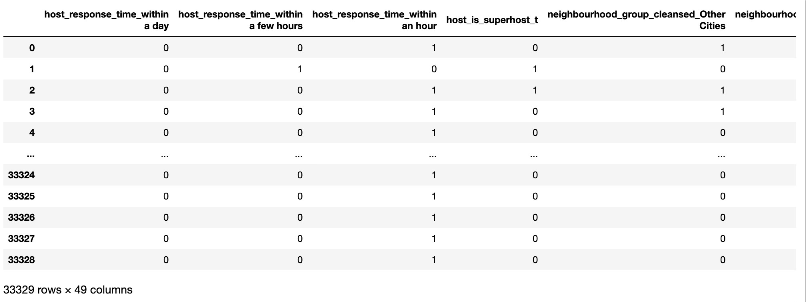 host_response_time_within a day host_response_time_within a few hours host_response_time_within an hour host_is_superhost_t neighbourhood_group_cleansed_Other Cities
0 0 0 1 0 1
1 0 1 0 1 0
2 0 0 1 1 1
3 0 0 1 0 1
4 0 0 1 0 0
... ... ... ... ... ...
33324 0 0 1 0 0
33325 0 0 1 0 0
33326 0 0 1 0 0
33327 0 0 1 0 0
33328 0 0 1 0 0
33329 rows × 49 columns